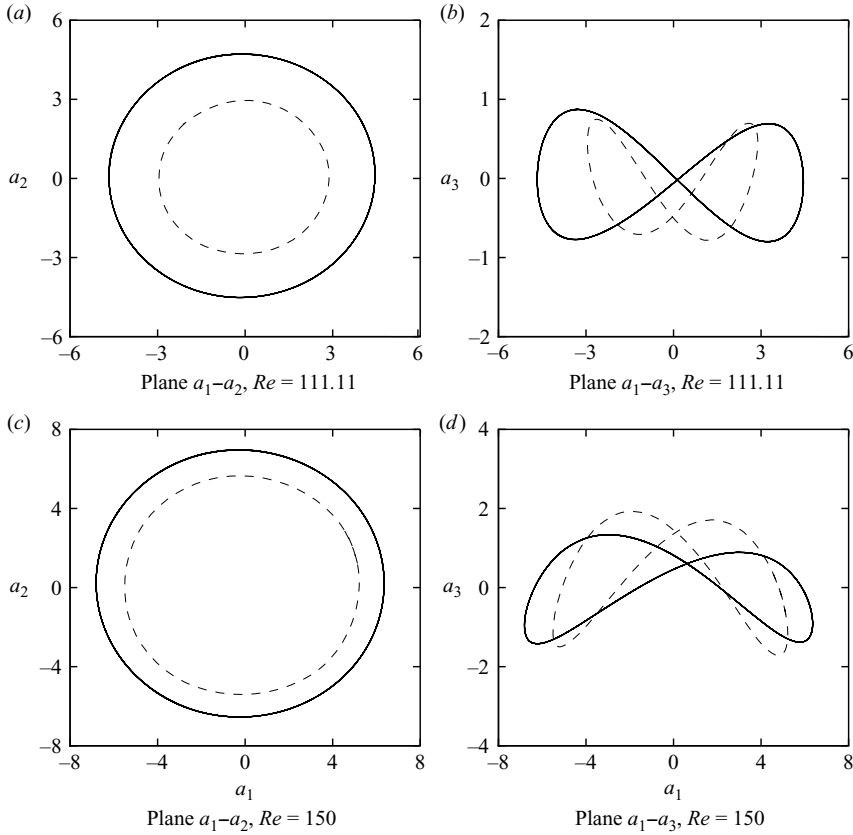 (a)
6
3
a2
0
–3
–6
–6
–3
0
3
6
Plane a1–a2, Re = 111.11
(b)
2
1
a3
0
–1
–2
–6
–3
0
3
6
Plane a1–a3, Re = 111.11
(c)
8
4
a2
0
–4
–8
–8
–4
0
4
8
a1
Plane a1–a2, Re = 150
(d)
4
2
a3
0
–2
–4
–8
–4
0
4
8
a1
Plane a1–a3, Re = 150